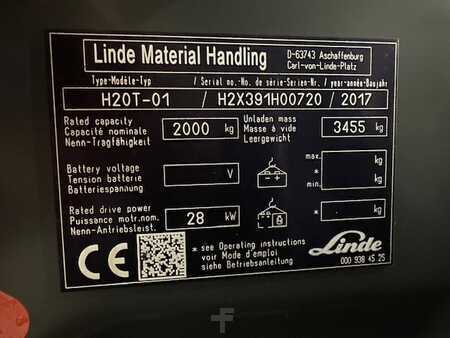 Linde Material Handling
D-63743 Aschaffenburg
Carl-von-Linde-Platz
Type-Modèle-Typ / Serial no.-No. de série-Serien-Nr. / year-année-Baujahr
H20T-01 / H2X391H00720 / 2017
Rated capacity
Capacité nominale
Nenn-Tragfähigkeit
2000 kg
Unladen mass
Masse à vide
Leergewicht
3455 kg
Battery voltage
Tension batterie
Batteriespannung
V
max.
kg
*
min.
kg
Rated drive power
Puissance motr.nom.
Nenn-Antriebsleist.
28 kW
* kg
CE
* see Operating instructions
voir Mode d'emploi
siehe Betriebsanleitung
Linde
000 938 45 25